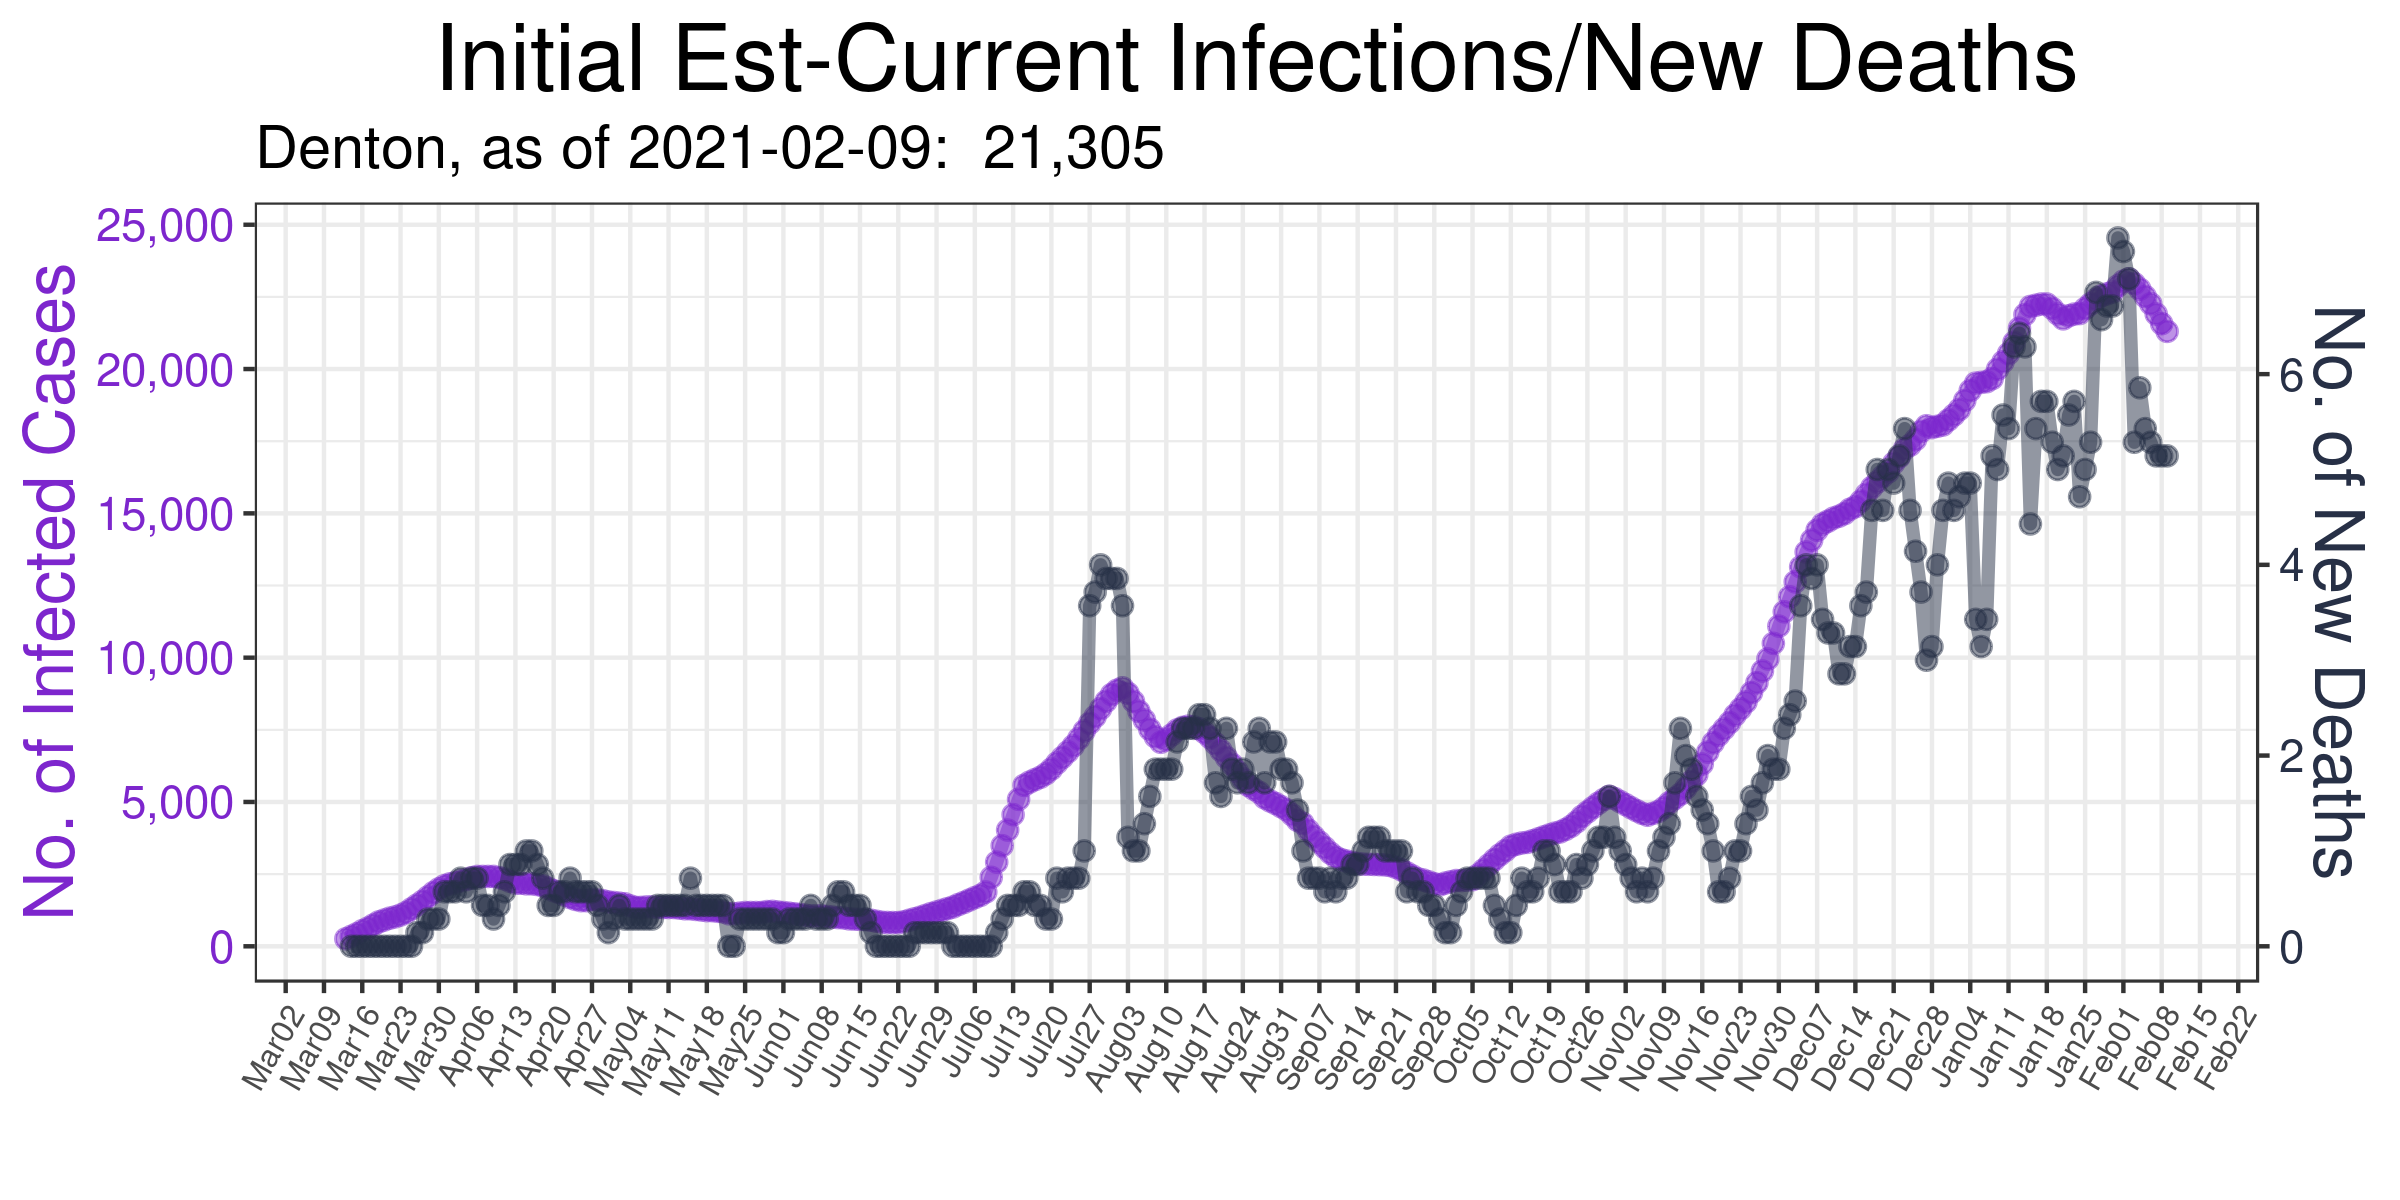 Initial Est-Current Infections/New Deaths
Denton, as of 2021-02-09:  21,305
No. of Infected Cases
25,000
20,000
15,000
10,000
5,000
0
6
4
2
0
No. of New Deaths
Mar02 Mar09 Mar16 Mar23 Mar30 Apr06 Apr13 Apr20 Apr27 May04 May11 May18 May25 Jun01 Jun08 Jun15 Jun22 Jun29 Jul06 Jul13 Jul20 Jul27 Aug03 Aug10 Aug17 Aug24 Aug31 Sep07 Sep14 Sep21 Sep28 Oct05 Oct12 Oct19 Oct26 Nov02 Nov09 Nov16 Nov23 Nov30 Dec07 Dec14 Dec21 Dec28 Jan04 Jan11 Jan18 Jan25 Feb01 Feb08 Feb15 Feb22